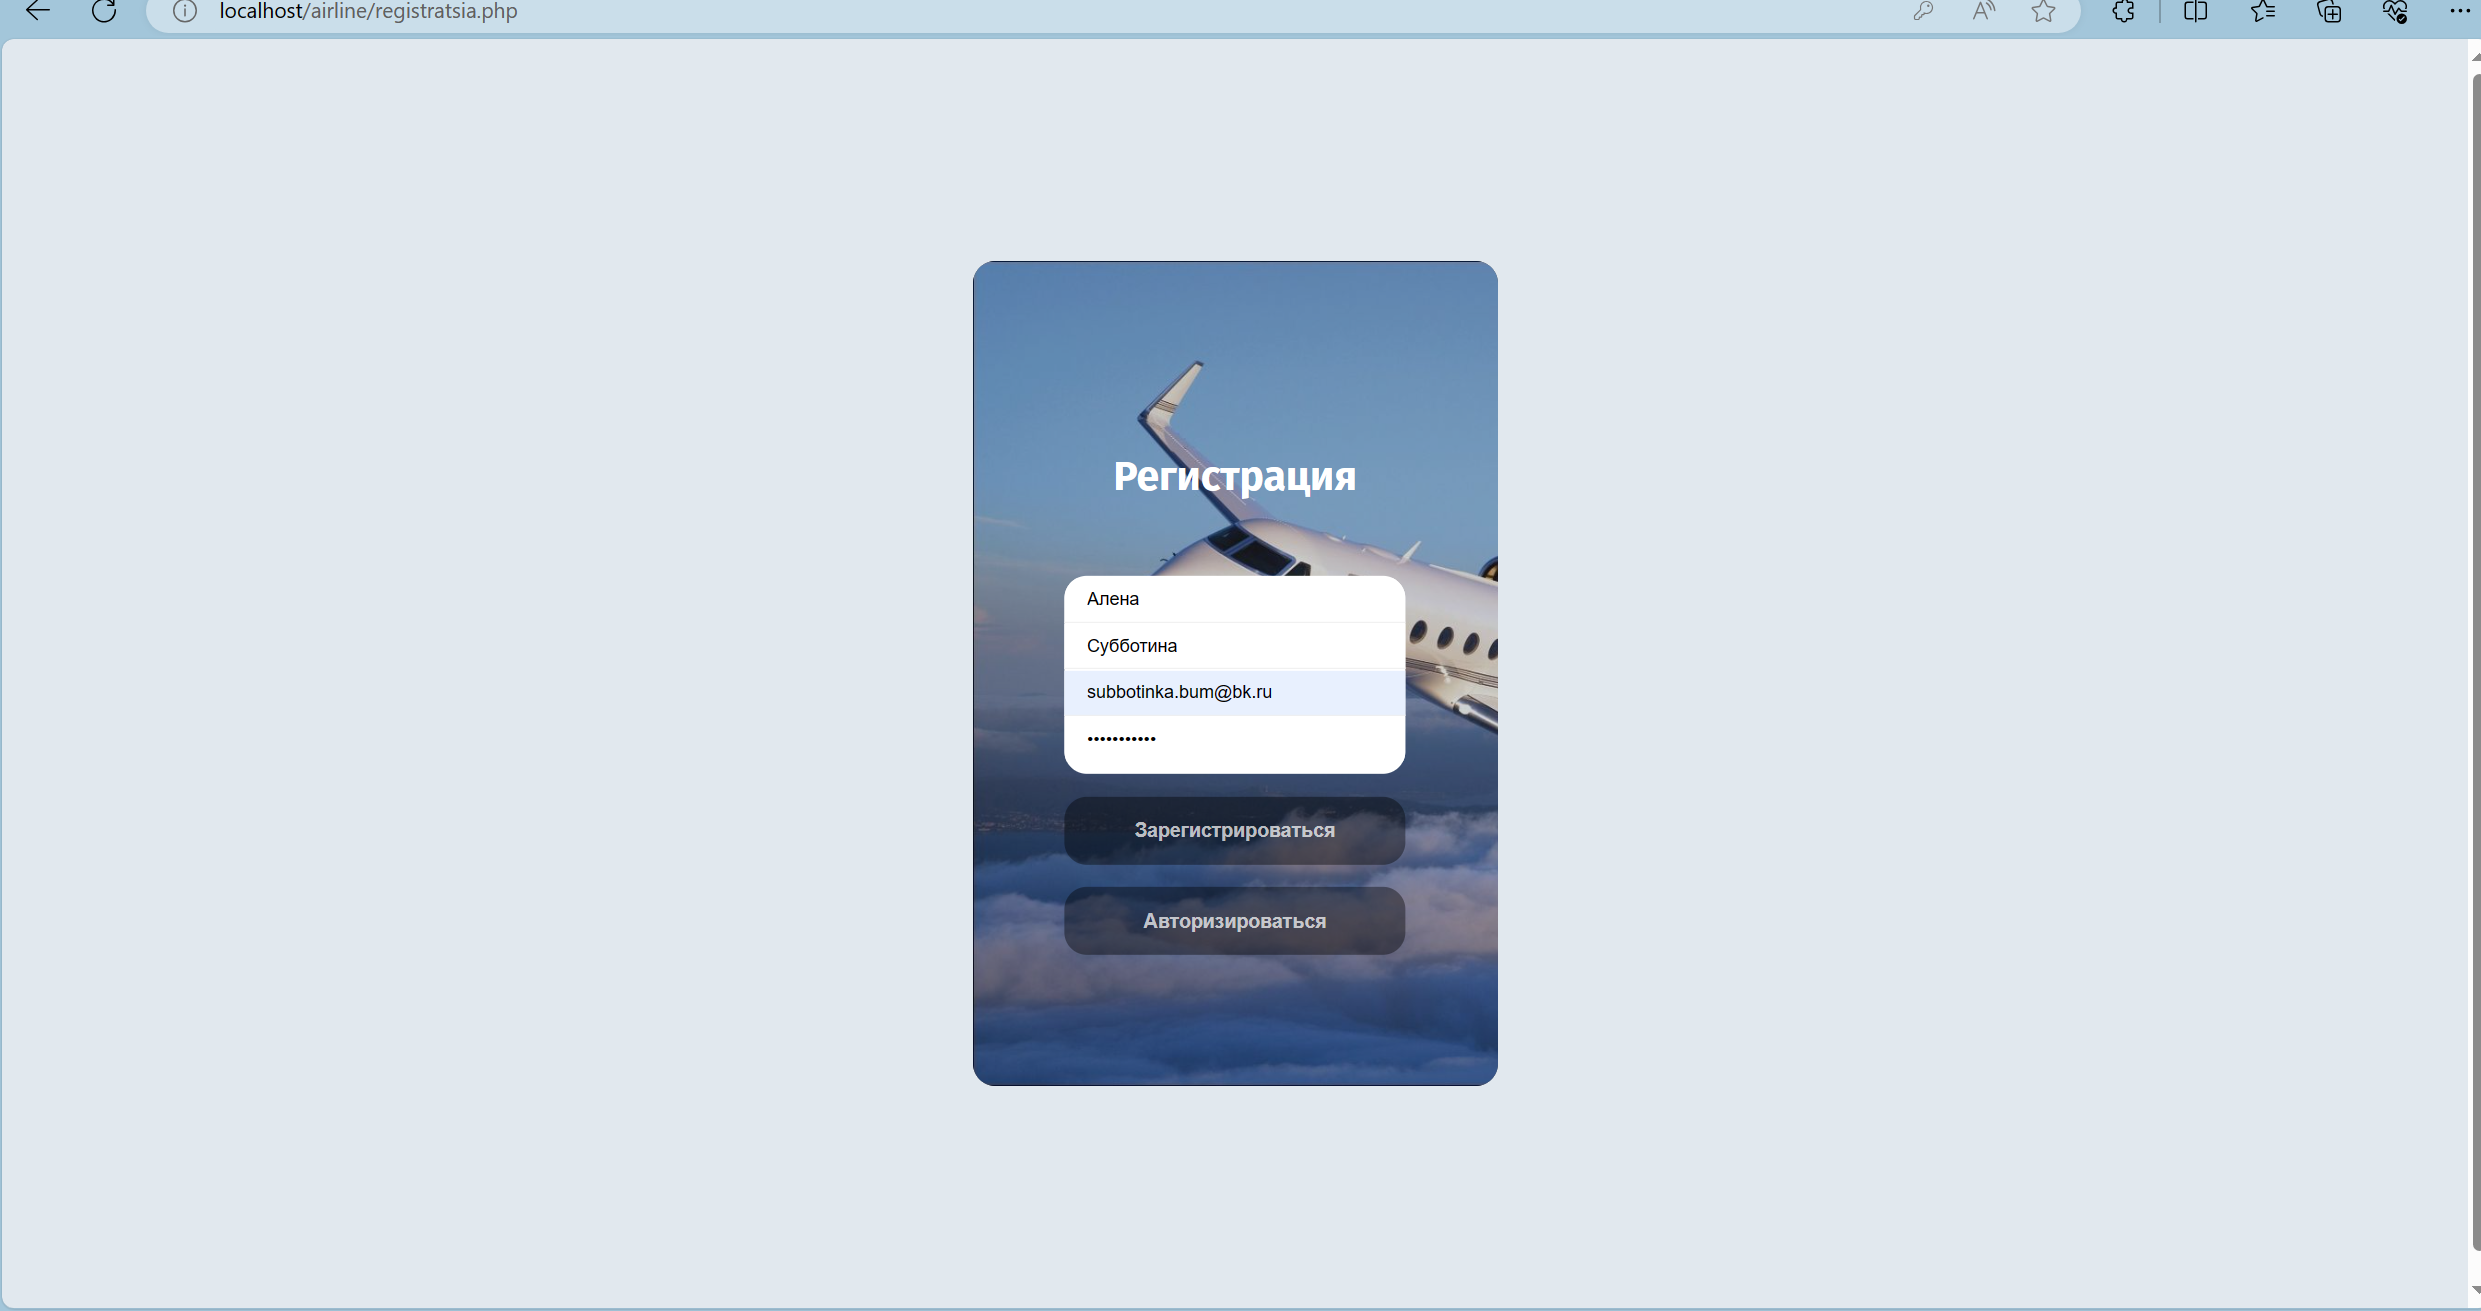 localhost/airline/registratsia.php
Регистрация
Алена
Субботина
subbotinka.bum@bk.ru
•••••••••••
Зарегистрироваться
Авторизироваться